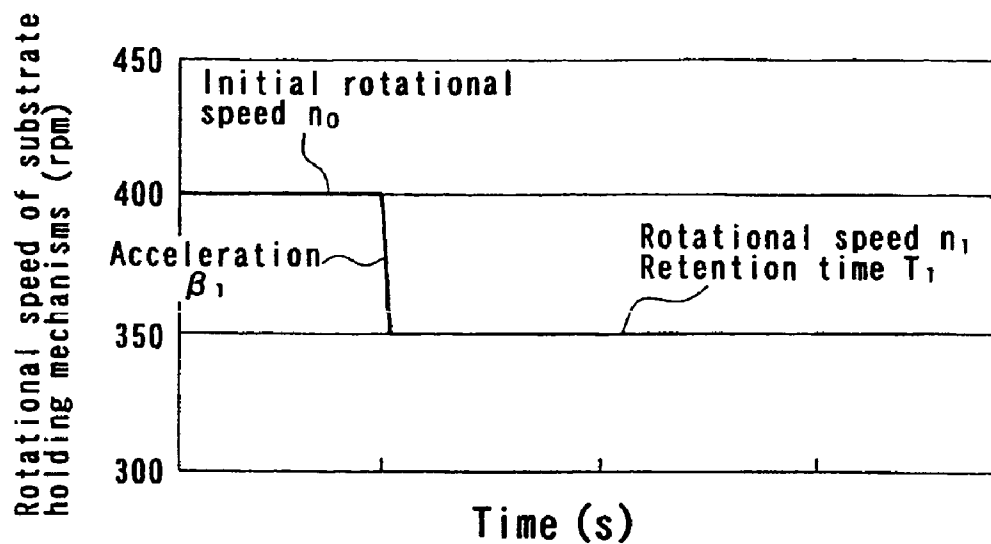 Rotational speed of substrate
holding mechanisms (rpm)
450
Initial rotational
speed n₀
400
Acceleration
β₁
Rotational speed n₁
Retention time T₁
350
300
Time (s)